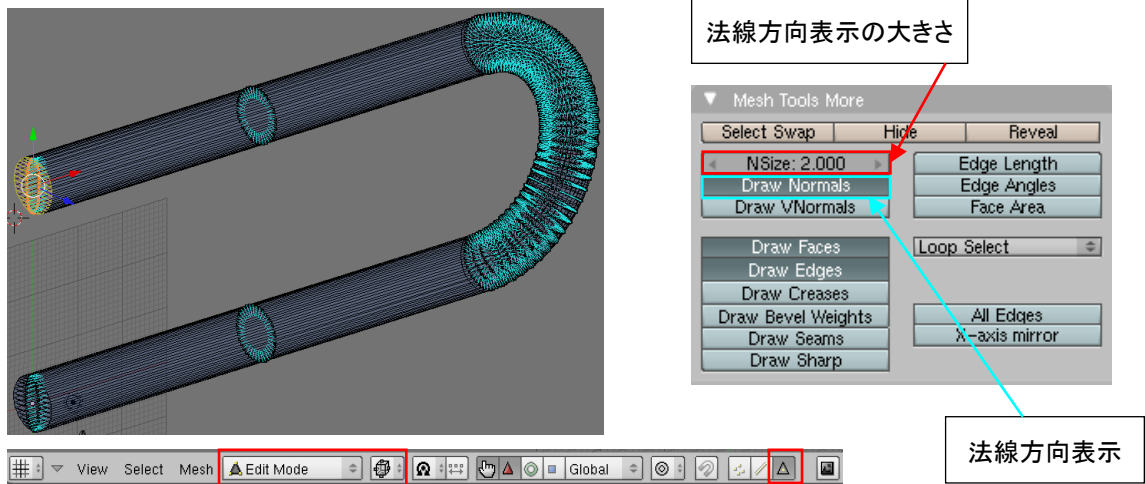 法線方向表示の大きさ
Mesh Tools More
Select Swap Hide Reveal
NSize: 2.000 Edge Length
Draw Normals Edge Angles
Draw VNormals Face Area
Draw Faces Loop Select
Draw Edges
Draw Creases
Draw Bevel Weights All Edges
Draw Seams X-axis mirror
Draw Sharp
法線方向表示
View Select Mesh Edit Mode Global